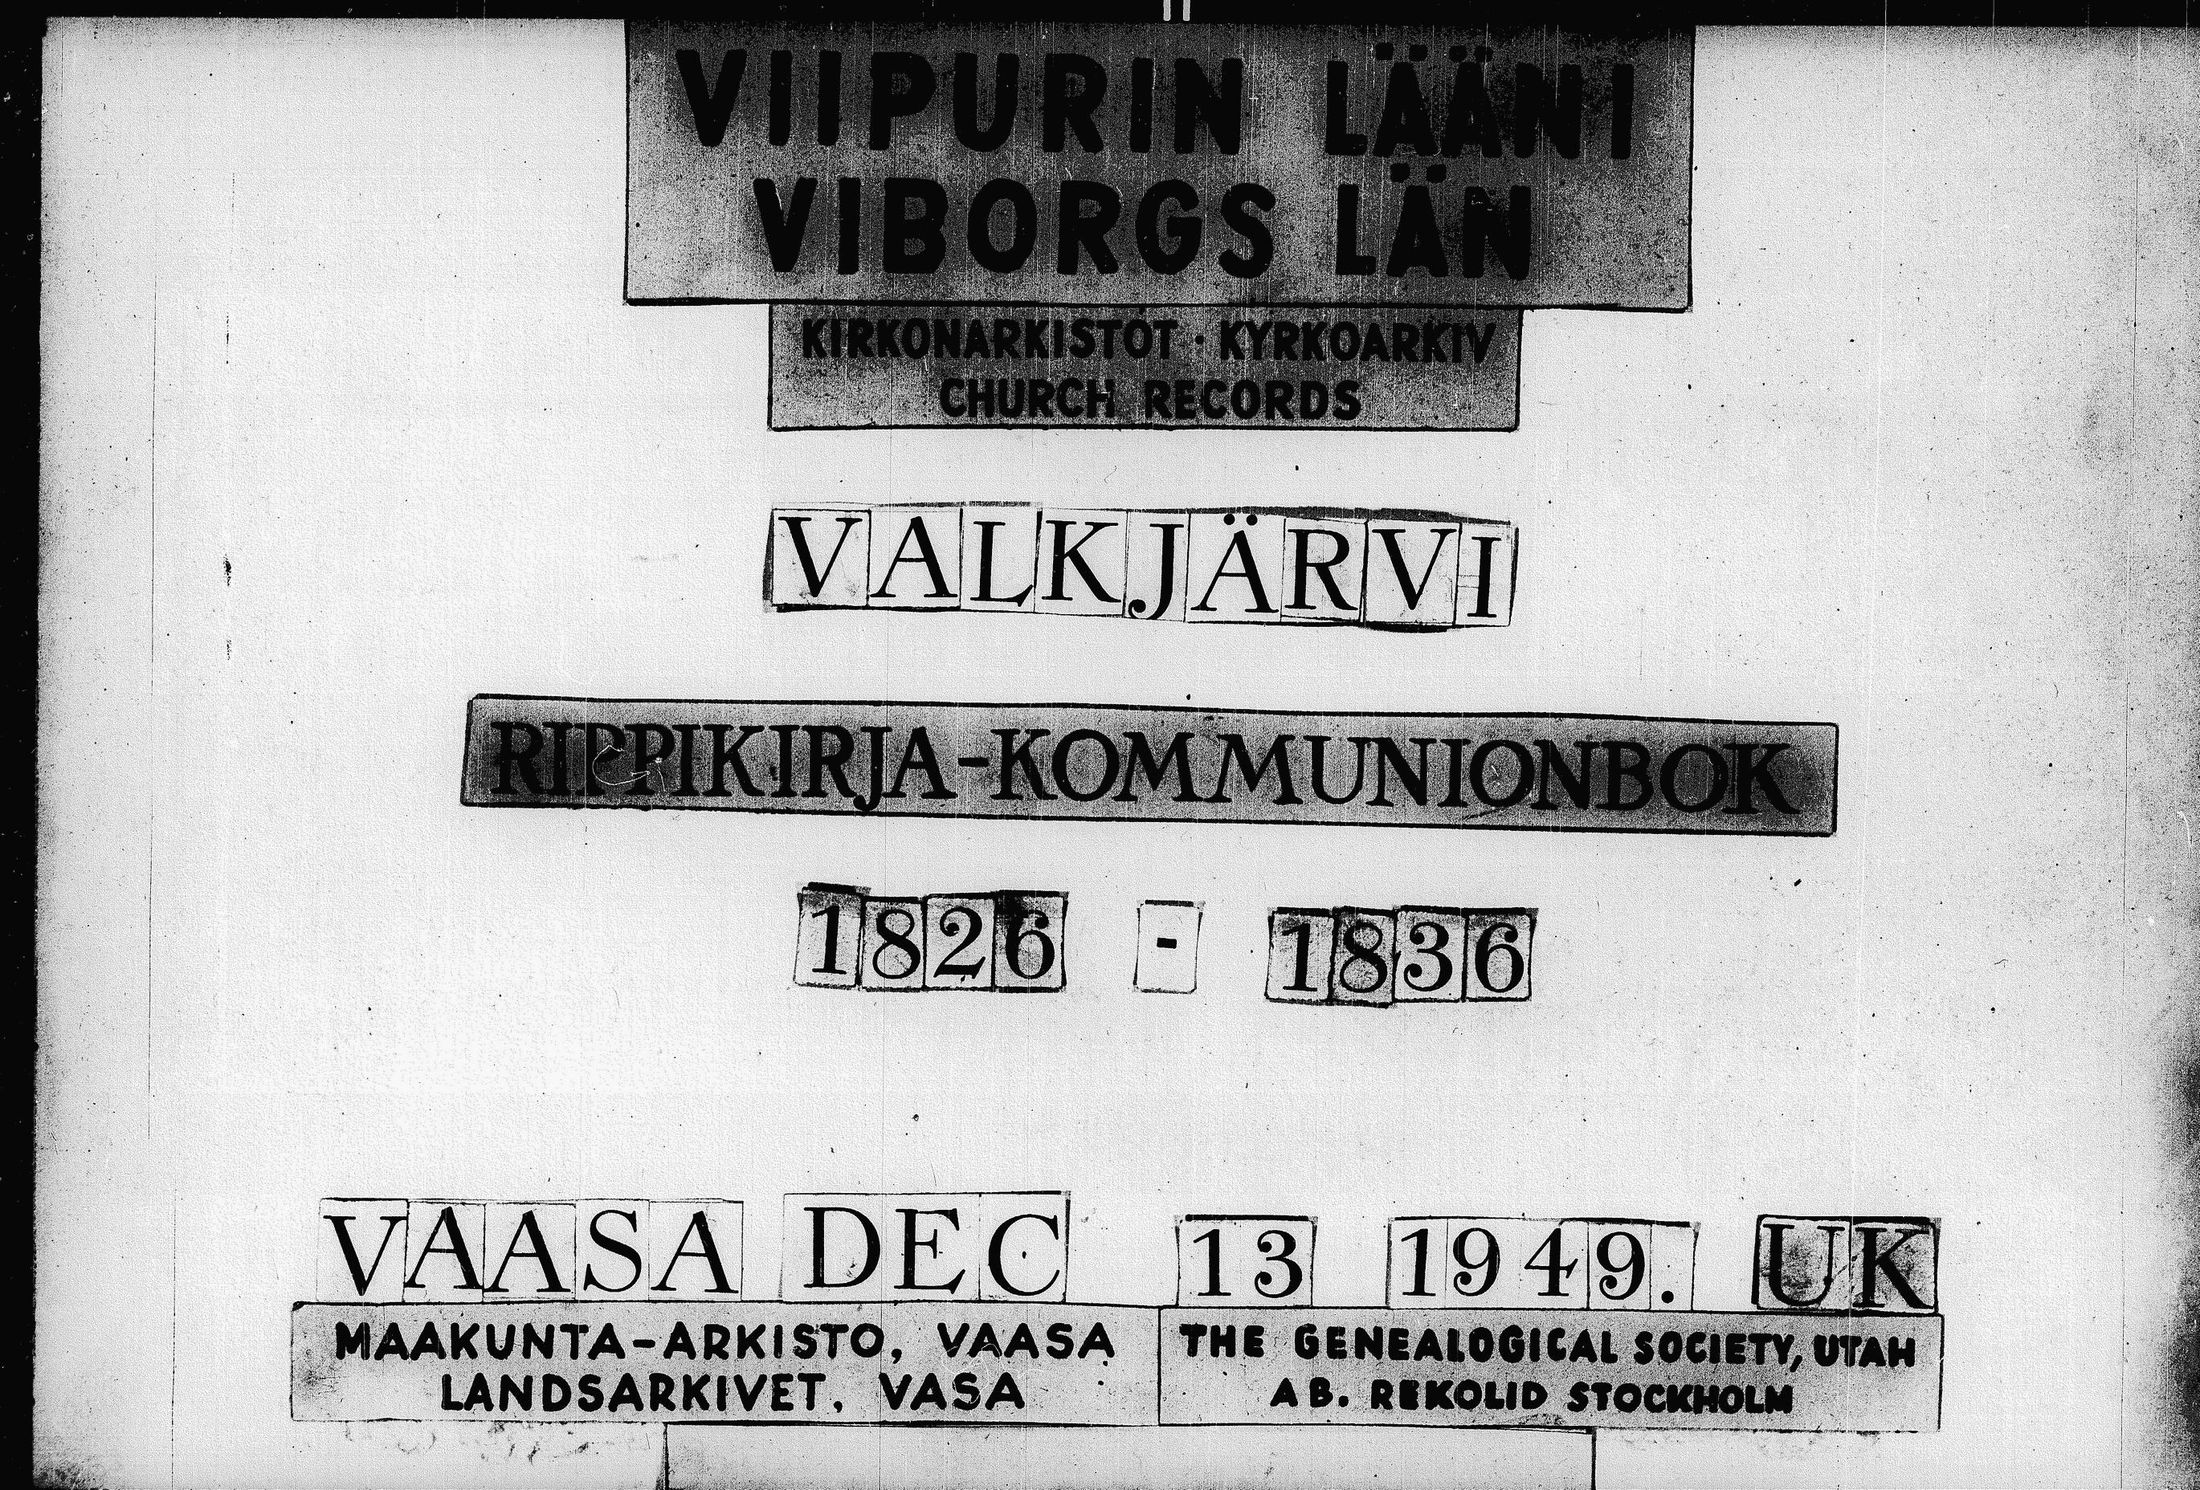 VIIPURIN LÄÄNI
VIBORGS LÄN
KIRKONARKISTOT · KYRKOARKIV
CHURCH RECORDS
VALKJÄRVI
RIPPIKIRJA-KOMMUNIONBOK
1826 - 1836
VAASA DEC 13 1949. UK
MAAKUNTA-ARKISTO, VAASA
LANDSARKIVET, VASA
THE GENEALOGICAL SOCIETY, UTAH
AB. REKOLID STOCKHOLM